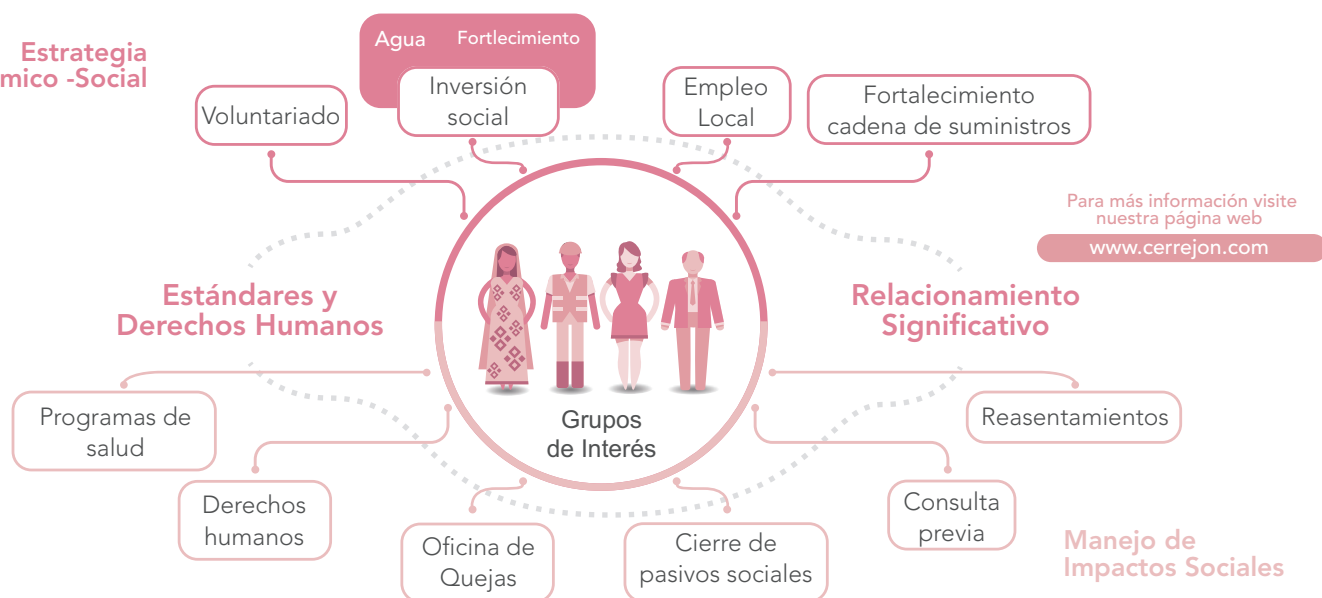 Estrategia
mico -Social
Agua Fortlecimiento
Inversión
social
Voluntariado
Empleo
Local
Fortalecimiento
cadena de suministros
Para más información visite
nuestra página web
www.cerrejon.com
Estándares y
Derechos Humanos
Relacionamiento
Significativo
Grupos
de Interés
Programas de
salud
Reasentamientos
Derechos
humanos
Oficina de
Quejas
Cierre de
pasivos sociales
Consulta
previa
Manejo de
Impactos Sociales